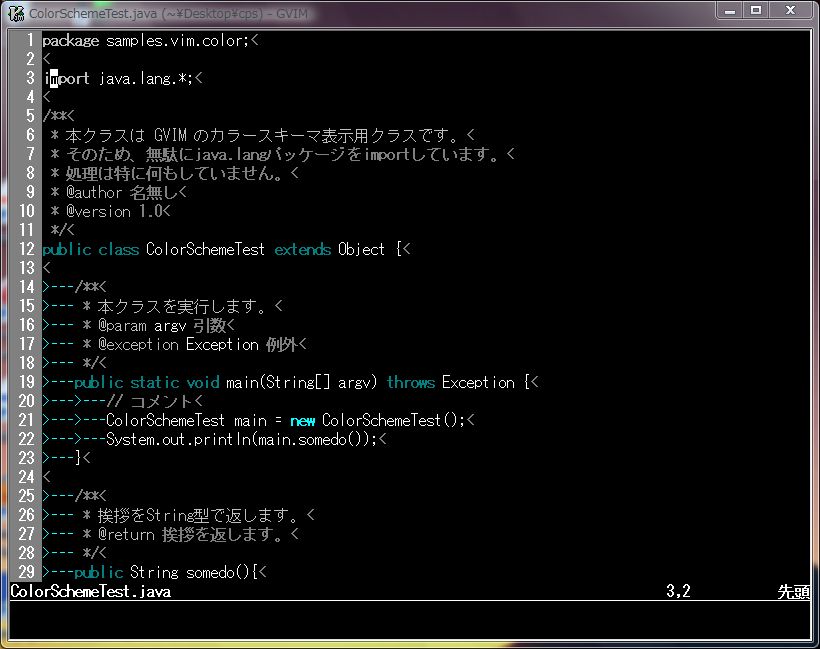 ColorSchemeTest.java (~¥Desktop¥cps) - GVIM
1 package samples.vim.color;<
2 <
3 import java.lang.*;<
4 <
5 /**<
6  * 本クラスは GVIM のカラースキーマ表示用クラスです。<
7  * そのため、無駄にjava.langパッケージをimportしています。<
8  * 処理は特に何もしていません。<
9  * @author 名無し<
10  * @version 1.0<
11  */<
12 public class ColorSchemeTest extends Object {<
13 <
14 >---/**<
15 >--- * 本クラスを実行します。<
16 >--- * @param argv 引数<
17 >--- * @exception Exception 例外<
18 >--- */<
19 >---public static void main(String[] argv) throws Exception {<
20 >--->---// コメント<
21 >--->---ColorSchemeTest main = new ColorSchemeTest();<
22 >--->---System.out.println(main.somedo());<
23 >---}<
24 <
25 >---/**<
26 >--- * 挨拶をString型で返します。<
27 >--- * @return 挨拶を返します。<
28 >--- */<
29 >---public String somedo(){<
ColorSchemeTest.java 3,2 先頭